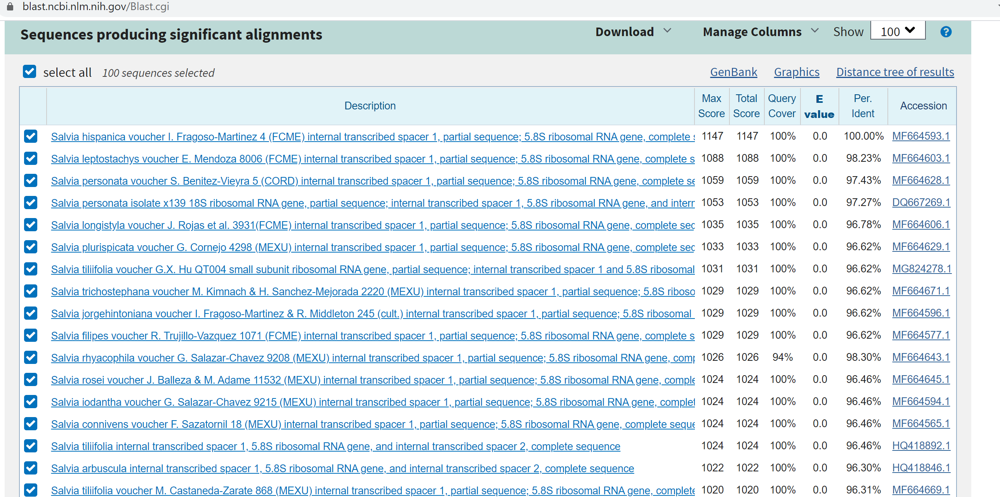 blast.ncbi.nlm.nih.gov/Blast.cgi
Sequences producing significant alignments Download Manage Columns Show 100 ?
select all 100 sequences selected GenBank Graphics Distance tree of results
Description Max Score Total Score Query Cover E value Per. Ident Accession
Salvia hispanica voucher I. Fragoso-Martinez 4 (FCME) internal transcribed spacer 1, partial sequence; 5.8S ribosomal RNA gene, complete 1147 1147 100% 0.0 100.00% MF664593.1
Salvia leptostachys voucher E. Mendoza 8006 (FCME) internal transcribed spacer 1, partial sequence; 5.8S ribosomal RNA gene, complete s 1088 1088 100% 0.0 98.23% MF664603.1
Salvia personata voucher S. Benitez-Vieyra 5 (CORD) internal transcribed spacer 1, partial sequence; 5.8S ribosomal RNA gene, complete se 1059 1059 100% 0.0 97.43% MF664628.1
Salvia personata isolate x139 18S ribosomal RNA gene, partial sequence; internal transcribed spacer 1, 5.8S ribosomal RNA gene, and intern 1053 1053 100% 0.0 97.27% DQ667269.1
Salvia longistyla voucher J. Rojas et al. 3931(FCME) internal transcribed spacer 1, partial sequence; 5.8S ribosomal RNA gene, complete seq 1035 1035 100% 0.0 96.78% MF664606.1
Salvia plurispicata voucher G. Cornejo 4298 (MEXU) internal transcribed spacer 1, partial sequence; 5.8S ribosomal RNA gene, complete seq 1033 1033 100% 0.0 96.62% MF664629.1
Salvia tiliifolia voucher G.X. Hu QT004 small subunit ribosomal RNA gene, partial sequence; internal transcribed spacer 1 and 5.8S ribosomal 1031 1031 100% 0.0 96.62% MG824278.1
Salvia trichostephana voucher M. Kimnach & H. Sanchez-Mejorada 2220 (MEXU) internal transcribed spacer 1, partial sequence; 5.8S riboso 1029 1029 100% 0.0 96.62% MF664671.1
Salvia jorgehintoniana voucher I. Fragoso-Martinez & R. Middleton 245 (cult.) internal transcribed spacer 1, partial sequence; 5.8S ribosomal 1029 1029 100% 0.0 96.62% MF664596.1
Salvia filipes voucher R. Trujillo-Vazquez 1071 (FCME) internal transcribed spacer 1, partial sequence; 5.8S ribosomal RNA gene, complete s 1029 1029 100% 0.0 96.62% MF664577.1
Salvia rhyacophila voucher G. Salazar-Chavez 9208 (MEXU) internal transcribed spacer 1, partial sequence; 5.8S ribosomal RNA gene, comp 1026 1026 94% 0.0 98.30% MF664643.1
Salvia rosei voucher J. Balleza & M. Adame 11532 (MEXU) internal transcribed spacer 1, partial sequence; 5.8S ribosomal RNA gene, comple 1024 1024 100% 0.0 96.46% MF664645.1
Salvia iodantha voucher G. Salazar-Chavez 9215 (MEXU) internal transcribed spacer 1, partial sequence; 5.8S ribosomal RNA gene, complet 1024 1024 100% 0.0 96.46% MF664594.1
Salvia connivens voucher F. Sazatornil 18 (MEXU) internal transcribed spacer 1, partial sequence; 5.8S ribosomal RNA gene, complete seque 1024 1024 100% 0.0 96.46% MF664565.1
Salvia tiliifolia internal transcribed spacer 1, 5.8S ribosomal RNA gene, and internal transcribed spacer 2, complete sequence 1024 1024 100% 0.0 96.46% HQ418892.1
Salvia arbuscula internal transcribed spacer 1, 5.8S ribosomal RNA gene, and internal transcribed spacer 2, complete sequence 1022 1022 100% 0.0 96.30% HQ418846.1
Salvia tiliifolia voucher M. Castaneda-Zarate 868 (MEXU) internal transcribed spacer 1, partial sequence; 5.8S ribosomal RNA gene, complete 1020 1020 100% 0.0 96.31% MF664669.1